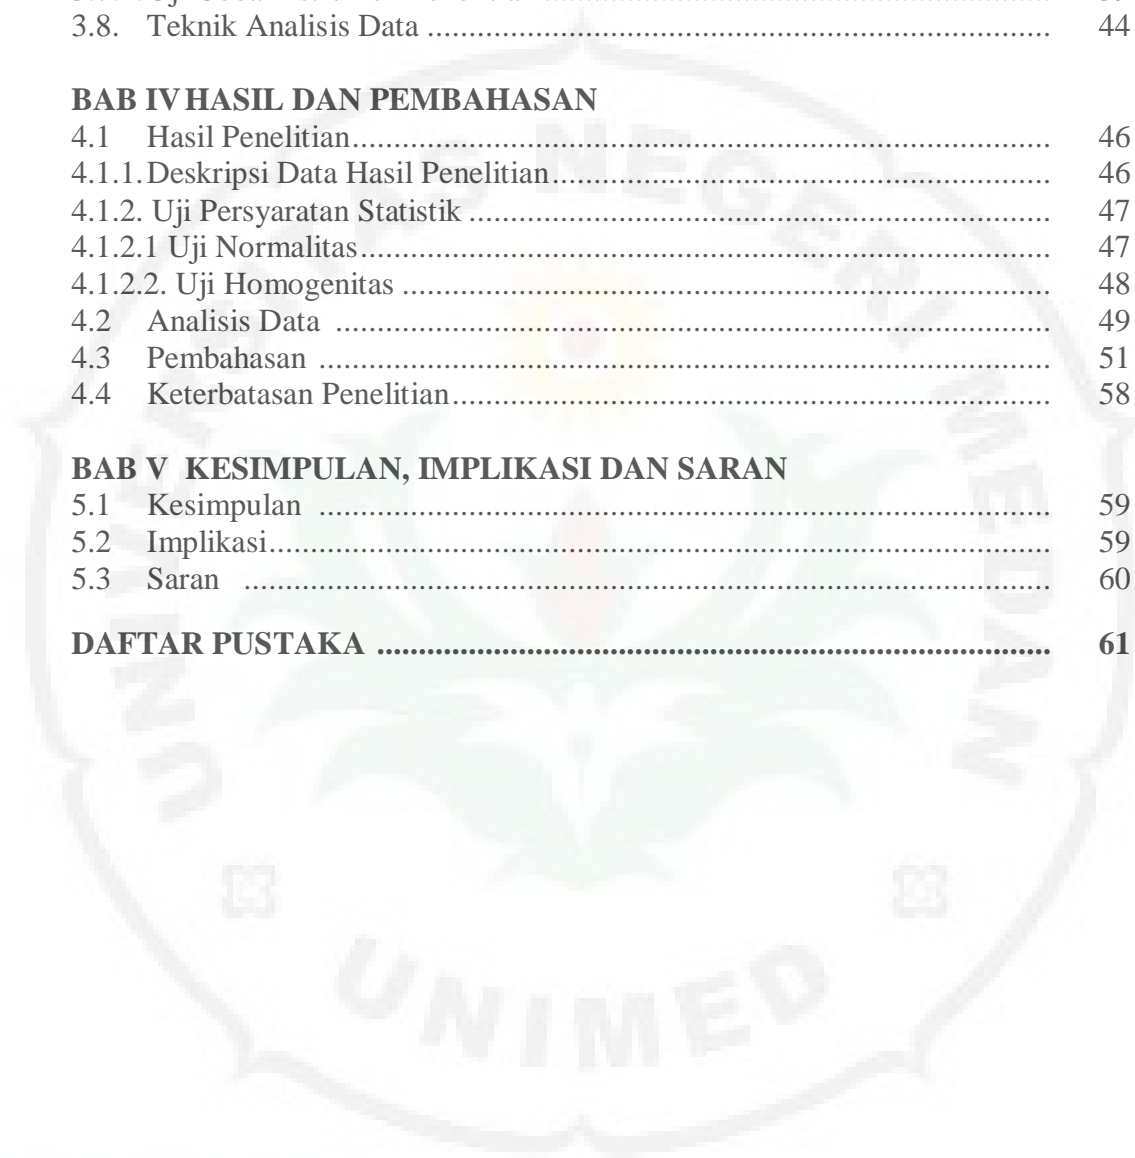 3.8. Teknik Analisis Data ........................................................................... 44
BAB IV HASIL DAN PEMBAHASAN
4.1 Hasil Penelitian..................................................................................... 46
4.1.1. Deskripsi Data Hasil Penelitian............................................................ 46
4.1.2. Uji Persyaratan Statistik ...................................................................... 47
4.1.2.1 Uji Normalitas................................................................................... 47
4.1.2.2. Uji Homogenitas .............................................................................. 48
4.2 Analisis Data ...................................................................................... 49
4.3 Pembahasan ........................................................................................ 51
4.4 Keterbatasan Penelitian........................................................................ 58
BAB V KESIMPULAN, IMPLIKASI DAN SARAN
5.1 Kesimpulan ........................................................................................ 59
5.2 Implikasi.............................................................................................. 59
5.3 Saran ................................................................................................. 60
DAFTAR PUSTAKA ................................................................................. 61
UNIVERSITAS NEGERI MEDAN
UNIMED